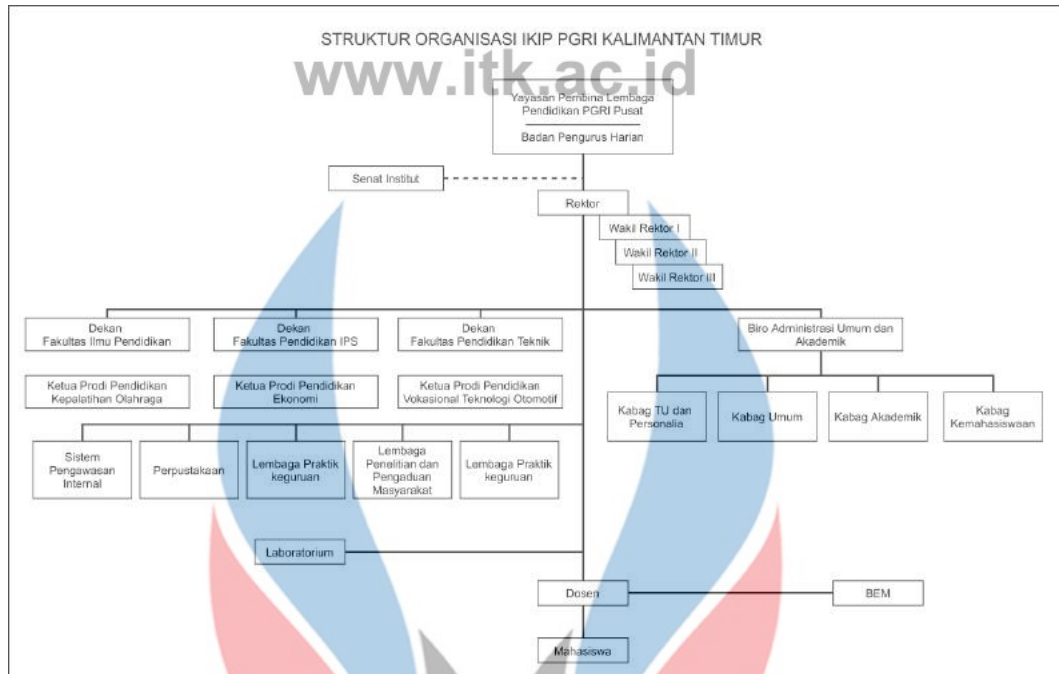 STRUKTUR ORGANISASI IKIP PGRI KALIMANTAN TIMUR
www.itk.ac.id
Yayasan Pembina Lembaga
Pendidikan PGRI Pusat
Badan Pengurus Harian
Senat Institut
Rektor
Wakil Rektor I
Wakil Rektor II
Wakil Rektor III
Dekan
Fakultas Ilmu Pendidikan
Dekan
Fakultas Pendidikan IPS
Dekan
Fakultas Pendidikan Teknik
Biro Administrasi Umum dan
Akademik
Ketua Prodi Pendidikan
Kepalatihan Olahraga
Ketua Prodi Pendidikan
Ekonomi
Ketua Prodi Pendidikan
Vokasional Teknologi Otomotif
Kabag TU dan
Personalia
Kabag Umum
Kabag Akademik
Kabag
Kemahasiswaan
Sistem
Pengawasan
Internal
Perpustakaan
Lembaga Praktik
keguruan
Lembaga
Penelitian dan
Pengaduan
Masyarakat
Lembaga Praktik
keguruan
Laboratorium
Dosen
BEM
Mahasiswa